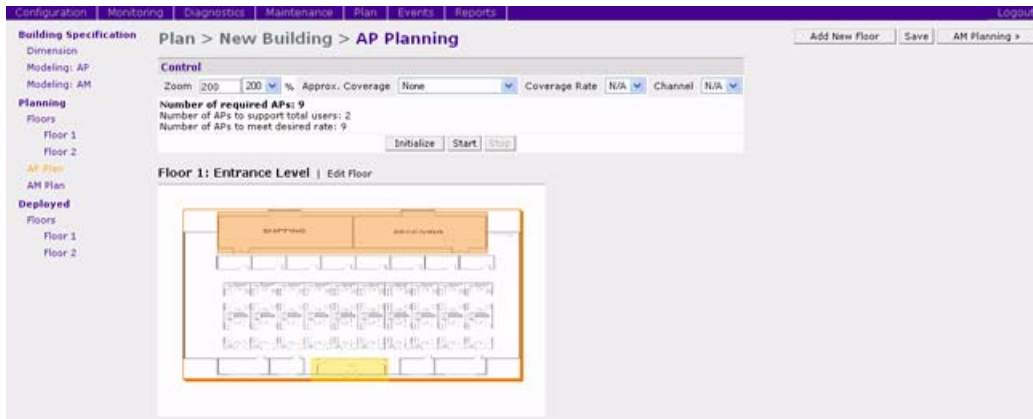 Configuration Monitoring Diagnostics Maintenance Plan Events Reports Logout
Building Specification
Dimension
Modeling: AP
Modeling: AM
Planning
Floors
Floor 1
Floor 2
AP Plan
AM Plan
Deployed
Floors
Floor 1
Floor 2
Plan > New Building > AP Planning
Add New Floor Save AM Planning »
Control
Zoom 200 200 % Approx. Coverage None Coverage Rate N/A Channel N/A
Number of required APs: 9
Number of APs to support total users: 2
Number of APs to meet desired rate: 9
Initialize Start Stop
Floor 1: Entrance Level | Edit Floor
SHIPPING